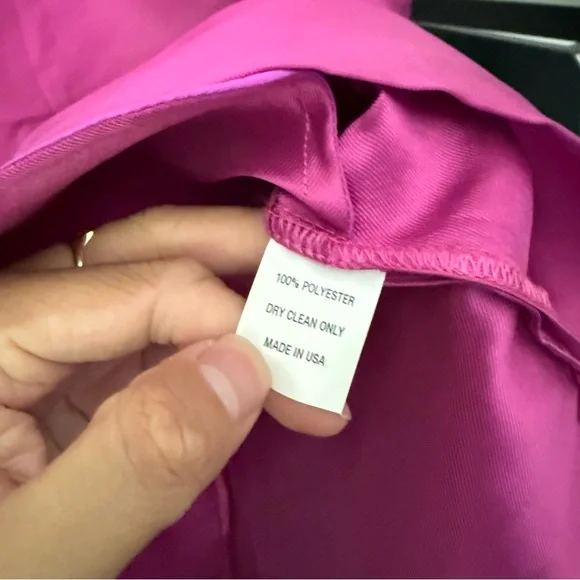 100% POLYESTER
DRY CLEAN ONLY
MADE IN USA